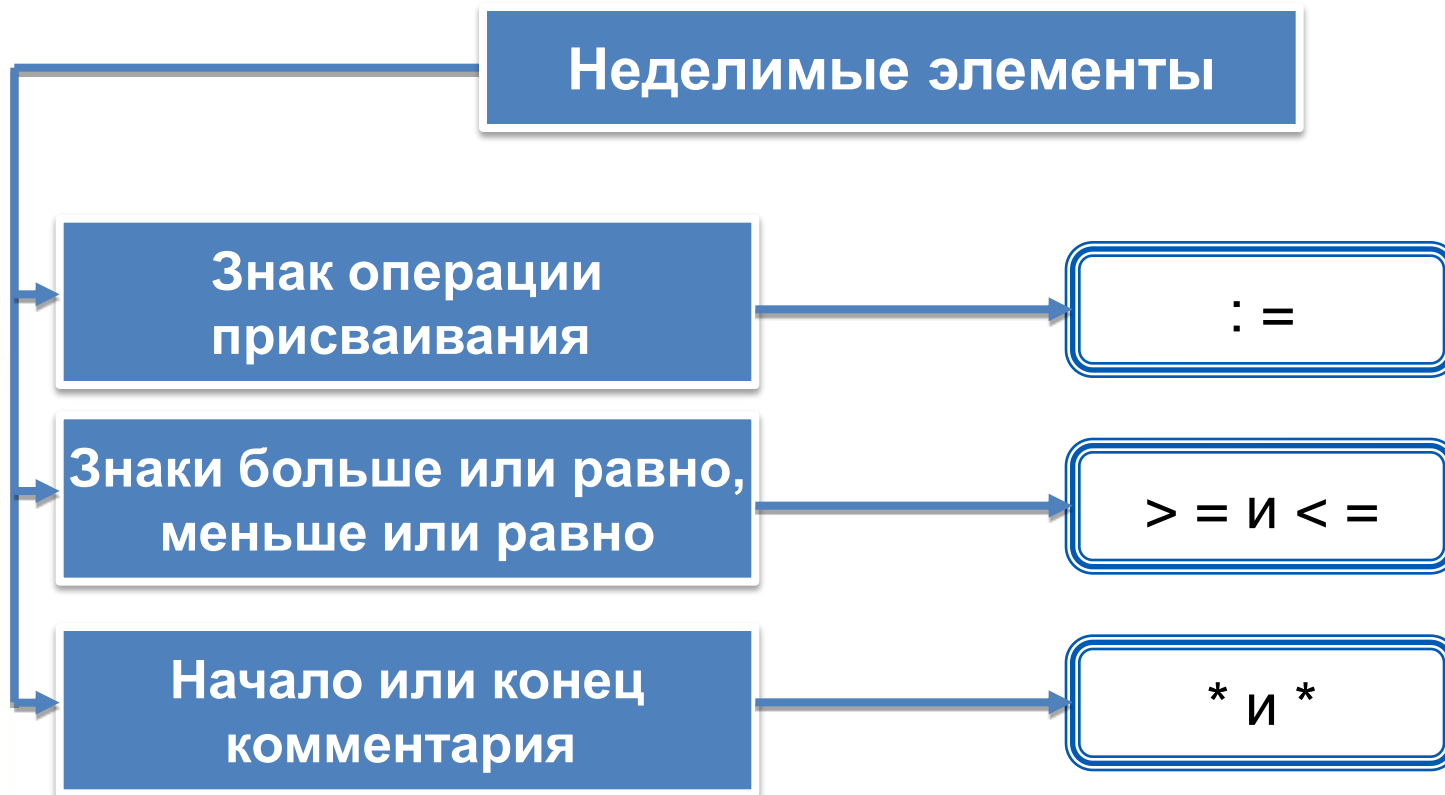 Неделимые элементы
Знак операции
присваивания
: =
Знаки больше или равно,
меньше или равно
> = и < =
Начало или конец
комментария
* и *